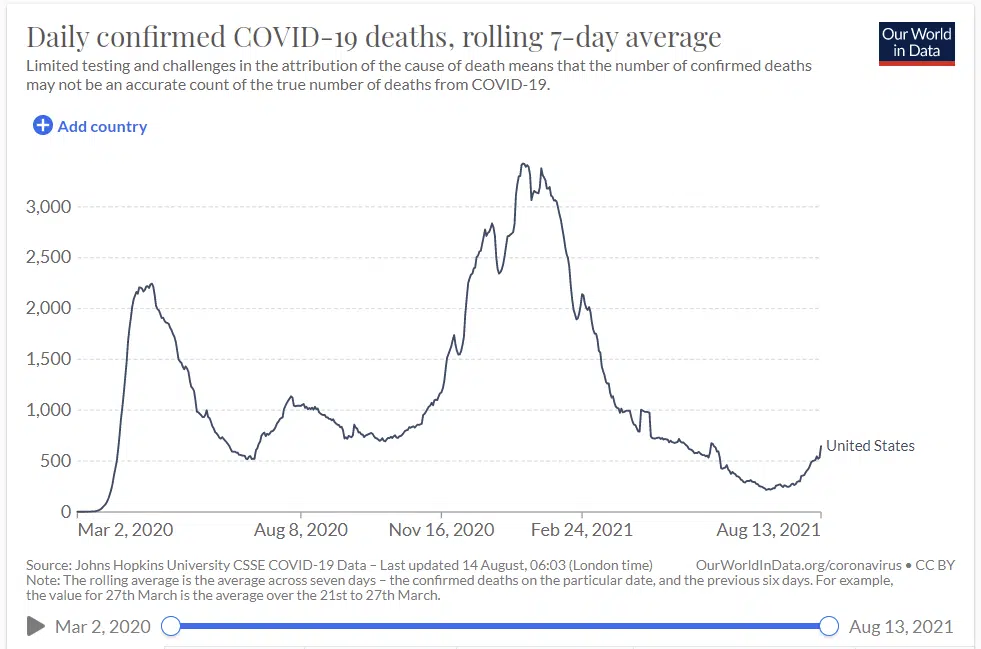 Daily confirmed COVID-19 deaths, rolling 7-day average
Our World
in Data
Limited testing and challenges in the attribution of the cause of death means that the number of confirmed deaths
may not be an accurate count of the true number of deaths from COVID-19.
Add country
3,000
2,500
2,000
1,500
1,000
500
0
United States
Mar 2, 2020
Aug 8, 2020
Nov 16, 2020
Feb 24, 2021
Aug 13, 2021
Source: Johns Hopkins University CSSE COVID-19 Data – Last updated 14 August, 06:03 (London time)
OurWorldInData.org/coronavirus • CC BY
Note: The rolling average is the average across seven days – the confirmed deaths on the particular date, and the previous six days. For example,
the value for 27th March is the average over the 21st to 27th March.
Mar 2, 2020
Aug 13, 2021